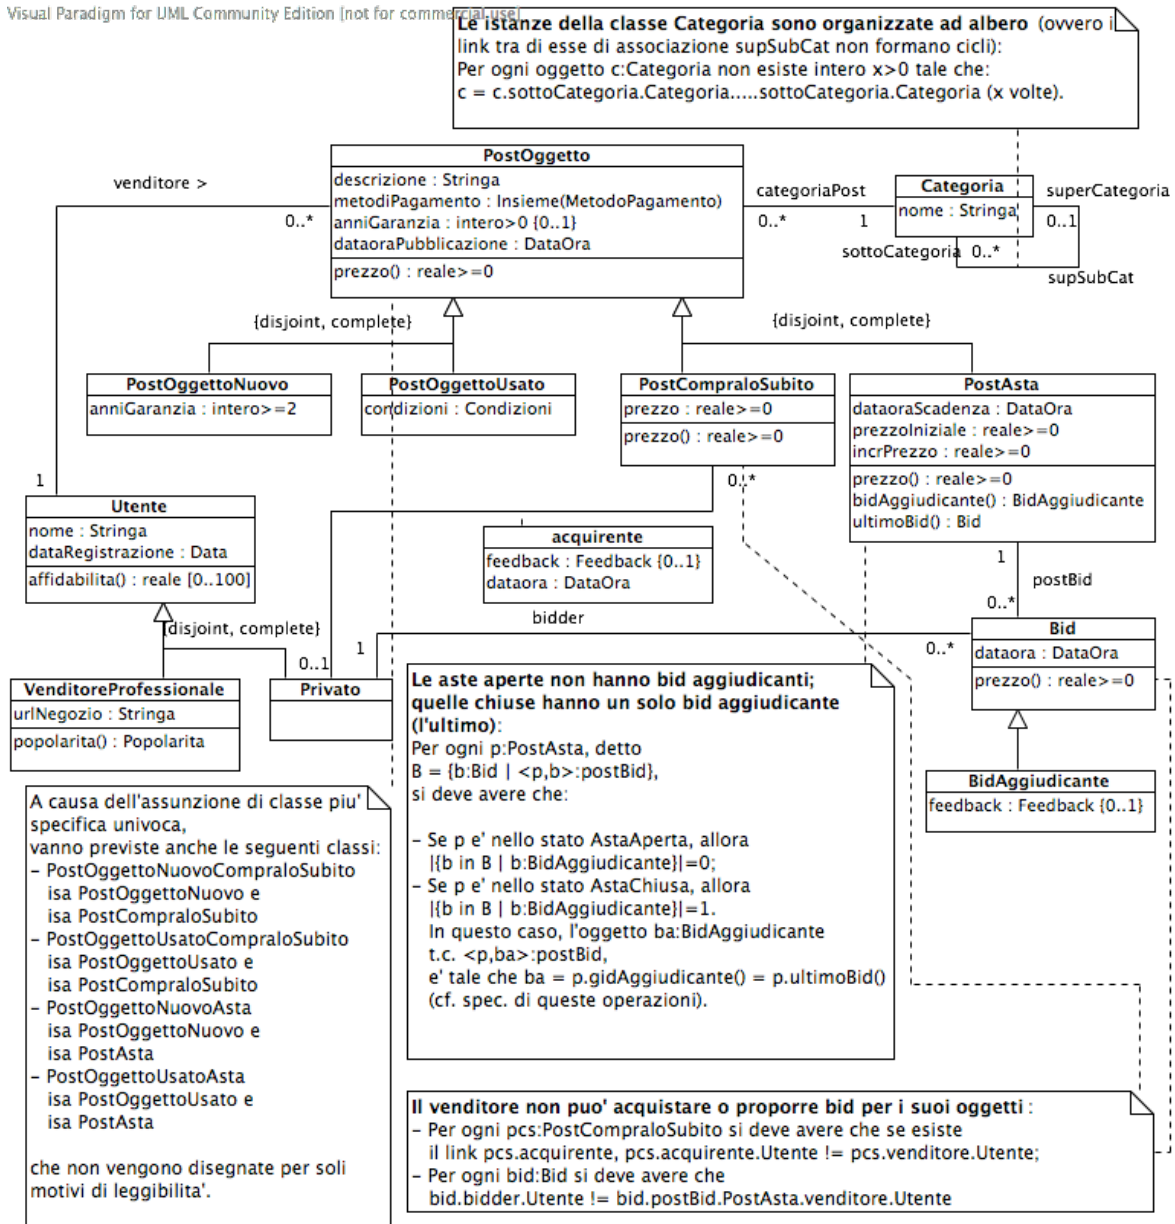 Visual Paradigm for UML Community Edition [not for commercial use]
Le istanze della classe Categoria sono organizzate ad albero (ovvero i
link tra di esse di associazione supSubCat non formano cicli):
Per ogni oggetto c:Categoria non esiste intero x>0 tale che:
c = c.sottoCategoria.Categoria.....sottoCategoria.Categoria (x volte).
PostOggetto
descrizione : Stringa
metodiPagamento : Insieme(MetodoPagamento)
anniGaranzia : intero>0 {0..1}
dataoraPubblicazione : DataOra
prezzo() : reale>=0
venditore >
0..*
categoriaPost
0..*
1
Categoria
nome : Stringa
superCategoria
0..1
sottoCategoria
0..*
supSubCat
{disjoint, complete}
{disjoint, complete}
PostOggettoNuovo
anniGaranzia : intero>=2
PostOggettoUsato
condizioni : Condizioni
PostCompraloSubito
prezzo : reale>=0
prezzo() : reale>=0
PostAsta
dataoraScadenza : DataOra
prezzoIniziale : reale>=0
incrPrezzo : reale>=0
prezzo() : reale>=0
bidAggiudicante() : BidAggiudicante
ultimoBid() : Bid
1
0..*
Utente
nome : Stringa
dataRegistrazione : Data
affidabilita() : reale [0..100]
acquirente
feedback : Feedback {0..1}
dataora : DataOra
1
postBid
0..*
{disjoint, complete}
0..1
1
bidder
0..*
Bid
dataora : DataOra
prezzo() : reale>=0
VenditoreProfessionale
urlNegozio : Stringa
popolarita() : Popolarita
Privato
BidAggiudicante
feedback : Feedback {0..1}
Le aste aperte non hanno bid aggiudicanti;
quelle chiuse hanno un solo bid aggiudicante
(l'ultimo):
Per ogni p:PostAsta, detto
B = {b:Bid | <p,b>:postBid},
si deve avere che:
- Se p e' nello stato AstaAperta, allora
|{b in B | b:BidAggiudicante}|=0;
- Se p e' nello stato AstaChiusa, allora
|{b in B | b:BidAggiudicante}|=1.
In questo caso, l'oggetto ba:BidAggiudicante
t.c. <p,ba>:postBid,
e' tale che ba = p.gidAggiudicante() = p.ultimoBid()
(cf. spec. di queste operazioni).
A causa dell'assunzione di classe piu'
specifica univoca,
vanno previste anche le seguenti classi:
- PostOggettoNuovoCompraloSubito
isa PostOggettoNuovo e
isa PostCompraloSubito
- PostOggettoUsatoCompraloSubito
isa PostOggettoUsato e
isa PostCompraloSubito
- PostOggettoNuovoAsta
isa PostOggettoNuovo e
isa PostAsta
- PostOggettoUsatoAsta
isa PostOggettoUsato e
isa PostAsta
che non vengono disegnate per soli
motivi di leggibilita'.
Il venditore non puo' acquistare o proporre bid per i suoi oggetti :
- Per ogni pcs:PostCompraloSubito si deve avere che se esiste
il link pcs.acquirente, pcs.acquirente.Utente != pcs.venditore.Utente;
- Per ogni bid:Bid si deve avere che
bid.bidder.Utente != bid.postBid.PostAsta.venditore.Utente